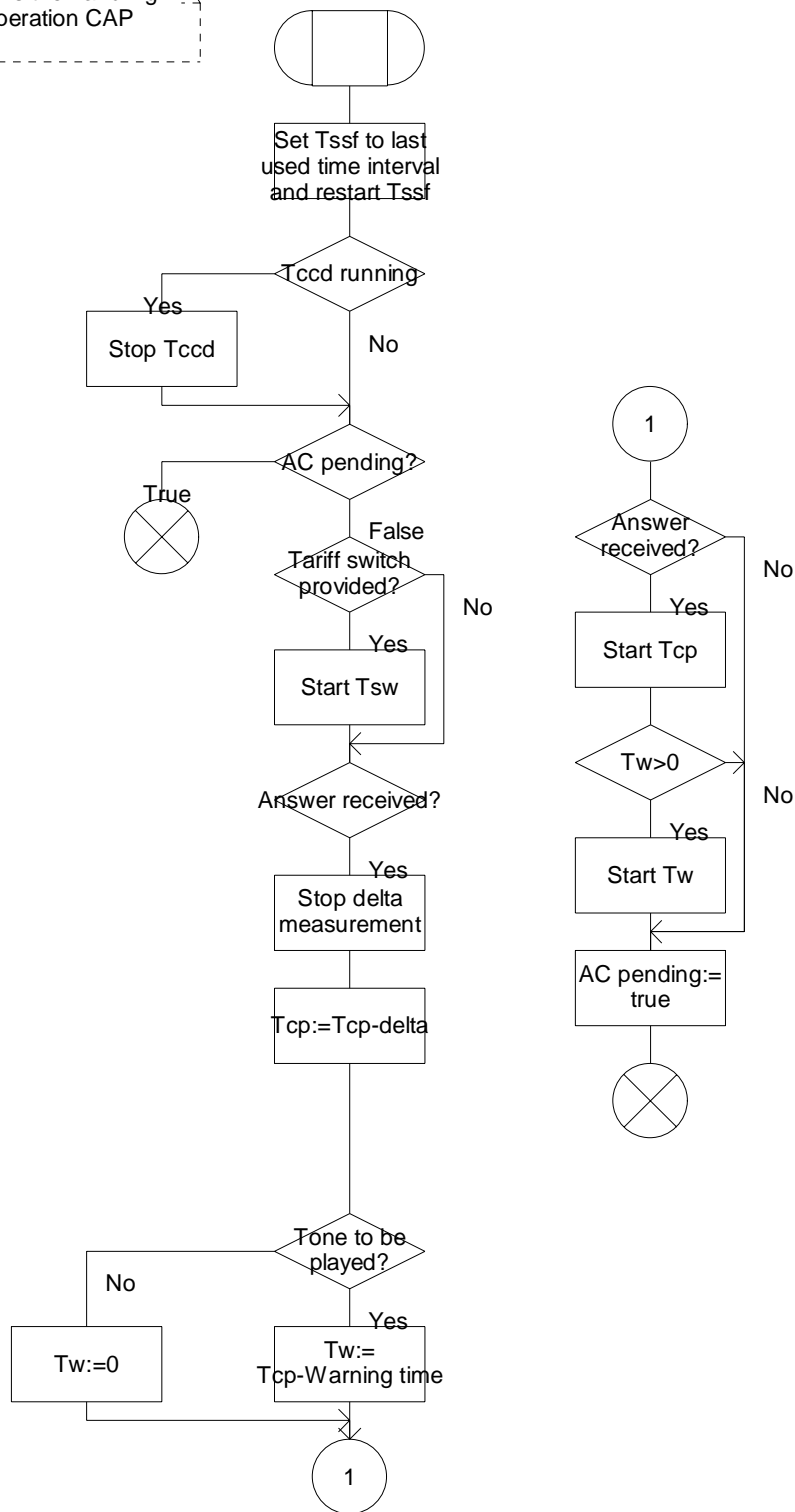 operation CAP
Set Tssf to last
used time interval
and restart Tssf
Tccd running
Yes
Stop Tccd
No
AC pending?
True
False
Tariff switch
provided?
No
Yes
Start Tsw
Answer received?
Yes
Stop delta
measurement
Tcp:=Tcp-delta
Tone to be
played?
No
Yes
Tw:=0
Tw:=
Tcp-Warning time
1
1
Answer
received?
No
Yes
Start Tcp
Tw>0
No
Yes
Start Tw
AC pending:=
true